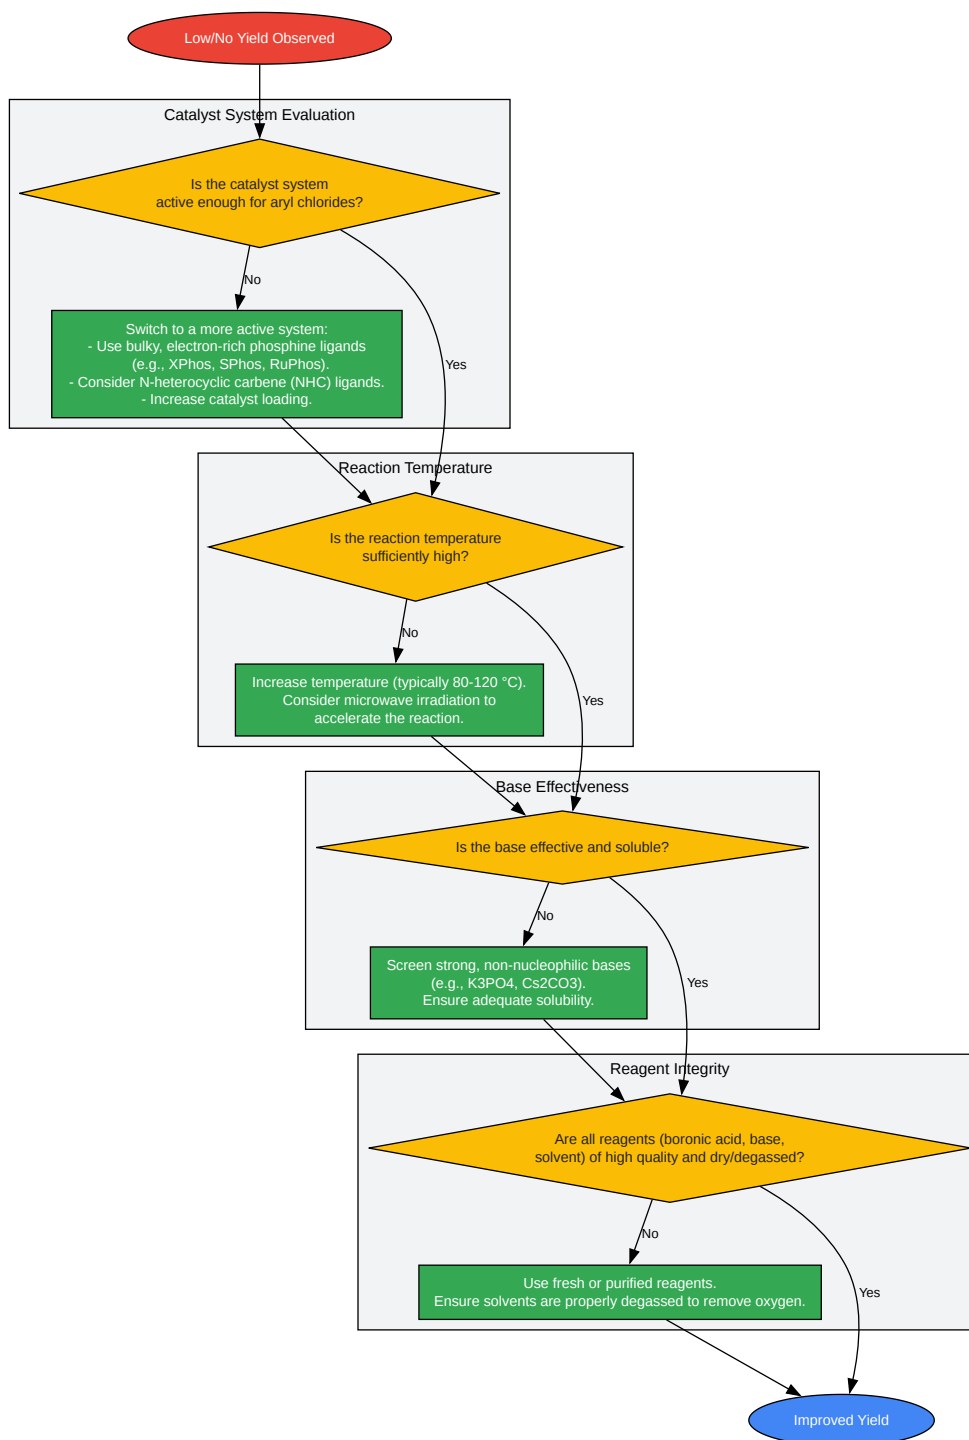 Low/No Yield Observed
Catalyst System Evaluation
Is the catalyst system
active enough for aryl chlorides?
No
Yes
Switch to a more active system:
- Use bulky, electron-rich phosphine ligands
(e.g., XPhos, SPhos, RuPhos).
- Consider N-heterocyclic carbene (NHC) ligands.
- Increase catalyst loading.
Reaction Temperature
Is the reaction temperature
sufficiently high?
No
Yes
Increase temperature (typically 80-120 °C).
Consider microwave irradiation to
accelerate the reaction.
Base Effectiveness
Is the base effective and soluble?
No
Yes
Screen strong, non-nucleophilic bases
(e.g., K3PO4, Cs2CO3).
Ensure adequate solubility.
Reagent Integrity
Are all reagents (boronic acid, base,
solvent) of high quality and dry/degassed?
No
Yes
Use fresh or purified reagents.
Ensure solvents are properly degassed to remove oxygen.
Improved Yield